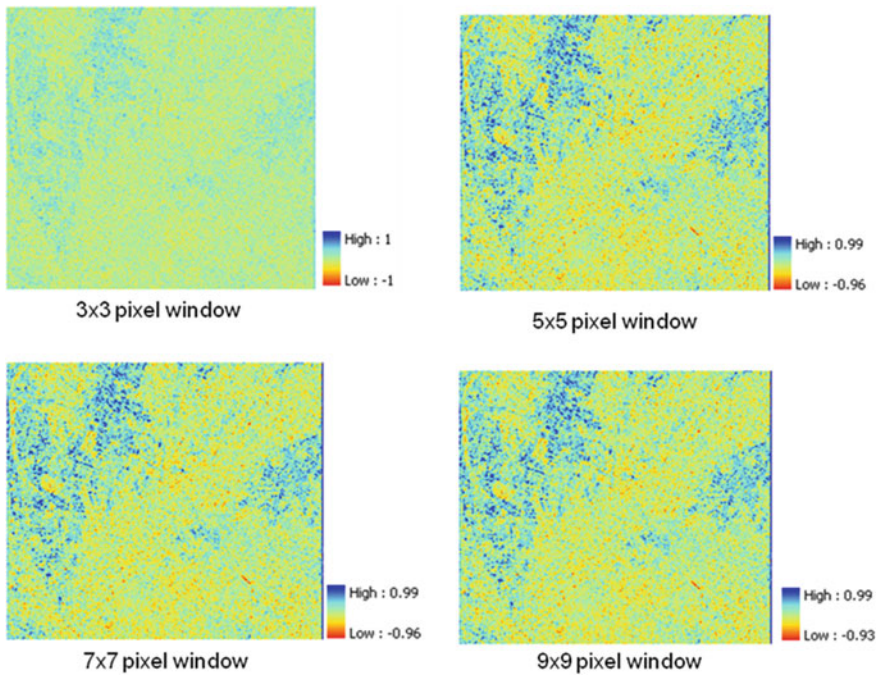 High : 1
Low : -1
3x3 pixel window
High : 0.99
Low : -0.96
5x5 pixel window
High : 0.99
Low : -0.96
7x7 pixel window
High : 0.99
Low : -0.93
9x9 pixel window